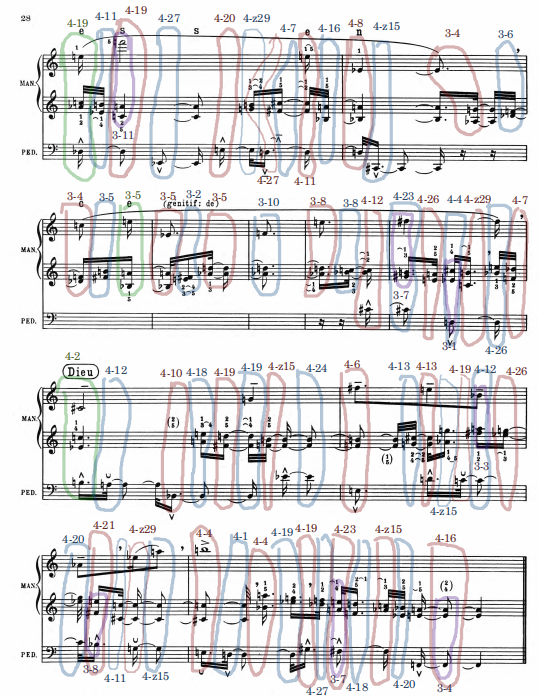 4-19 4-11 4-19 4-27 4-20 4-z29 4-7 4-16 4-8 4-z15 3-4 3-6
28
e s s e n
MAN.
3-11
PED.
4-27 4-11
3-4 3-5 3-5 3-5 3-2 3-5 3-10 3-8 3-8 4-12 4-23 4-26 4-4 4-z29 4-7
c e (genitif: de)
MAN.
3-7
PED.
3-1 4-26
4-2 4-12 4-10 4-18 4-19 4-19 4-z15 4-24 4-6 4-13 4-13 4-19 4-12 4-26
Dieu
MAN.
3-3
PED.
4-z15
4-20 4-21 4-z29 4-4 4-1 4-4 4-19 4-19 4-23 4-z15 4-16
MAN.
PED.
3-8 4-11 4-z15 4-27 3-7 4-18 4-20 3-4